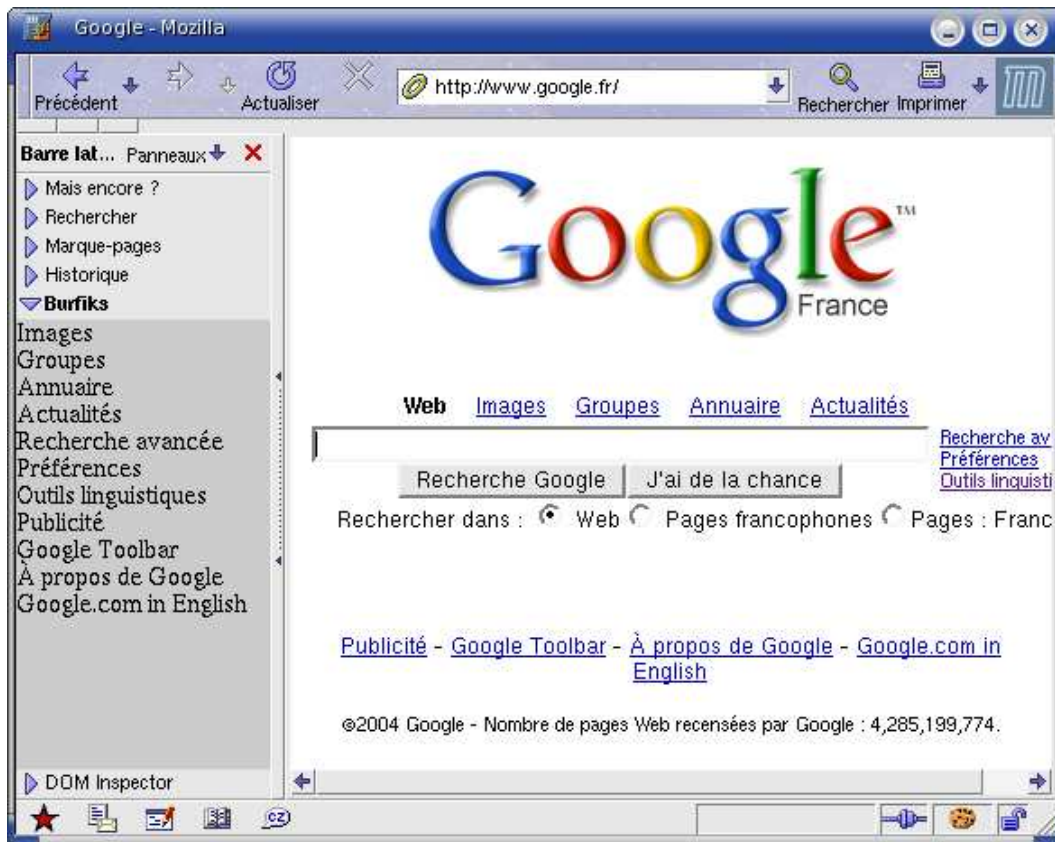 Google - Mozilla
Précédent
Actualiser
http://www.google.fr/
Rechercher
Imprimer
m
Barre lat... Panneaux
Mais encore ?
Rechercher
Marque-pages
Historique
Burfiks
Images
Groupes
Annuaire
Actualités
Recherche avancée
Préférences
Outils linguistiques
Publicité
Google Toolbar
À propos de Google
Google.com in English
DOM Inspector
Google™
France
Web Images Groupes Annuaire Actualités
Recherche av
Préférences
Outils linguisti
Recherche Google J'ai de la chance
Rechercher dans : Web Pages francophones Pages : Franc
Publicité - Google Toolbar - À propos de Google - Google.com in
English
©2004 Google - Nombre de pages Web recensées par Google : 4,285,199,774.
cz